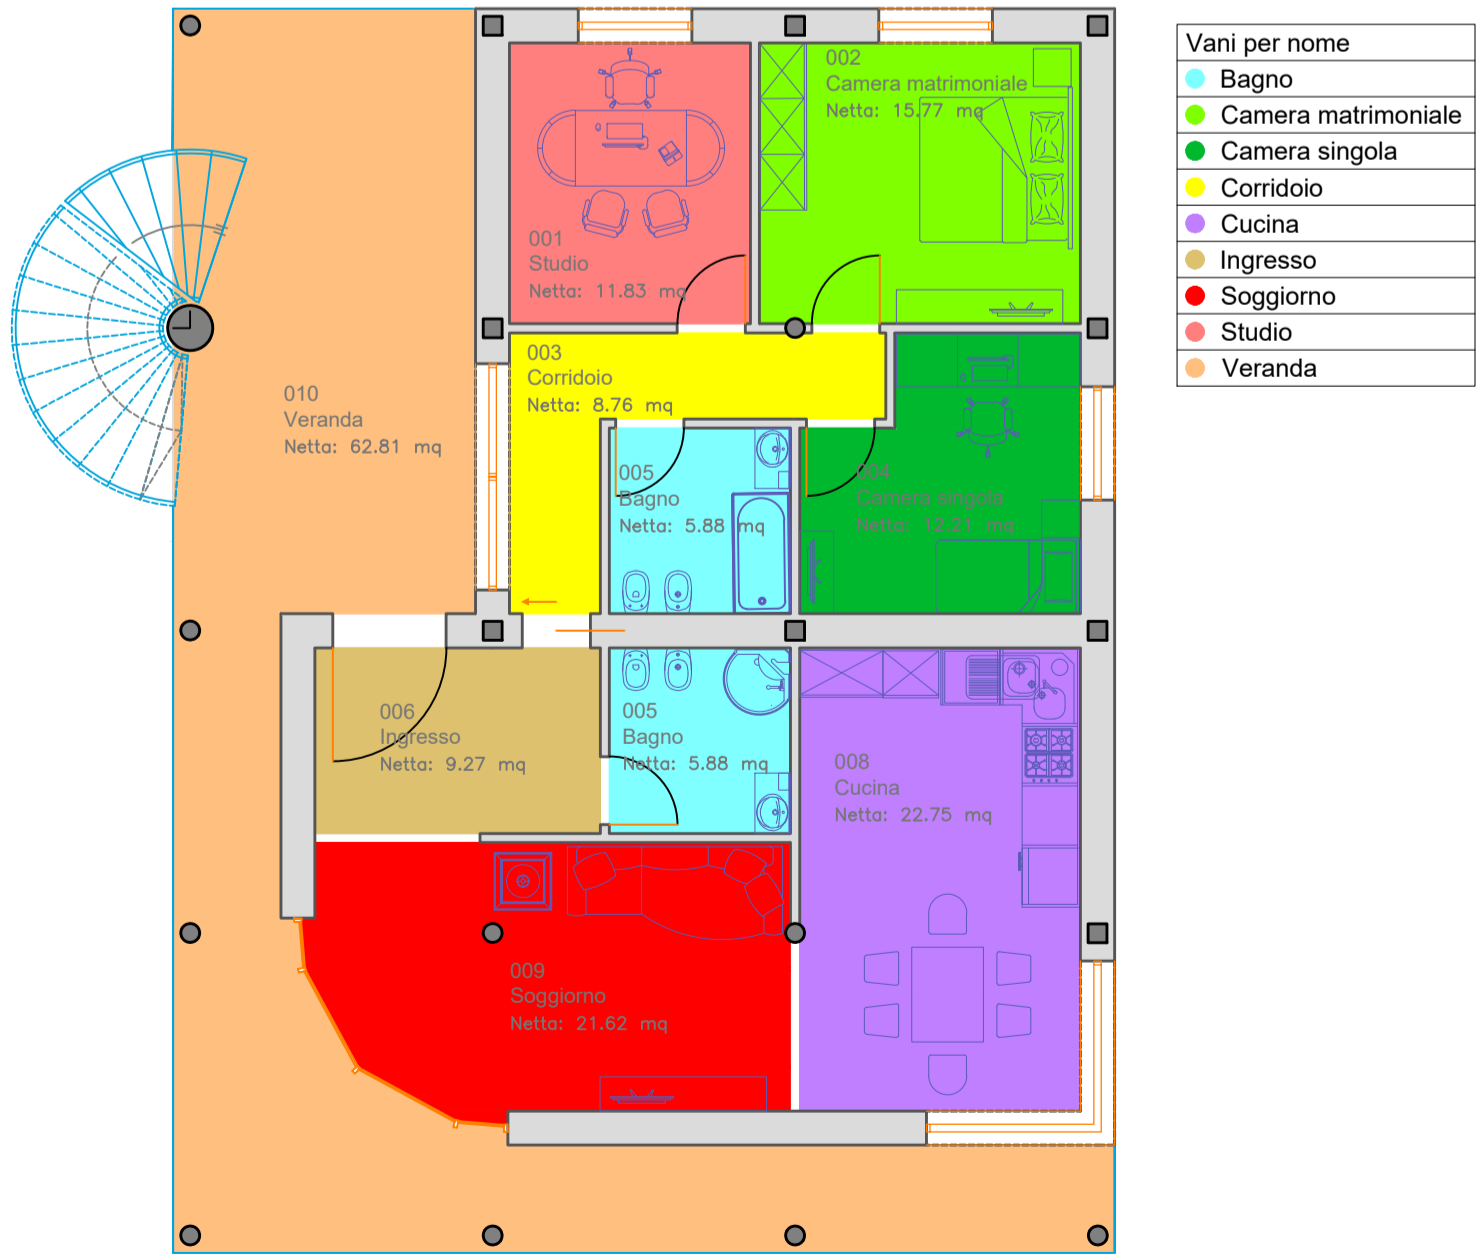 002
Camera matrimoniale
Netta: 15.77 mq
001
Studio
Netta: 11.83 mq
003
Corridoio
Netta: 8.76 mq
010
Veranda
Netta: 62.81 mq
005
Bagno
Netta: 5.88 mq
004
Camera singola
Netta: 12.21 mq
006
Ingresso
Netta: 9.27 mq
005
Bagno
Netta: 5.88 mq
008
Cucina
Netta: 22.75 mq
009
Soggiorno
Netta: 21.62 mq
Vani per nome
Bagno
Camera matrimoniale
Camera singola
Corridoio
Cucina
Ingresso
Soggiorno
Studio
Veranda